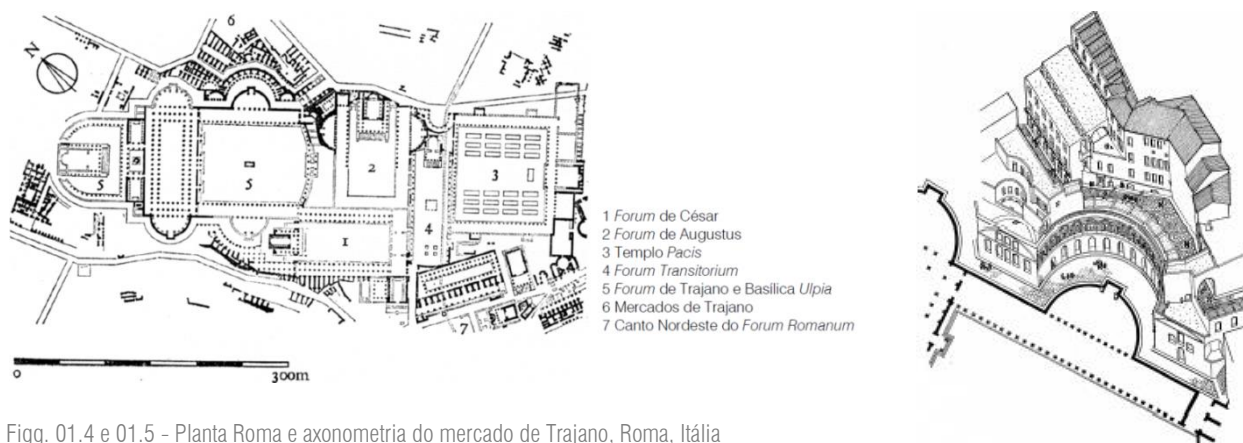 6
N
5
5
2
3
1
4
7
0 300m
1 Forum de César
2 Forum de Augustus
3 Templo Pacis
4 Forum Transitorium
5 Forum de Trajano e Basílica Ulpia
6 Mercados de Trajano
7 Canto Nordeste do Forum Romanum
Figg. 01.4 e 01.5 - Planta Roma e axonometria do mercado de Trajano, Roma, Itália